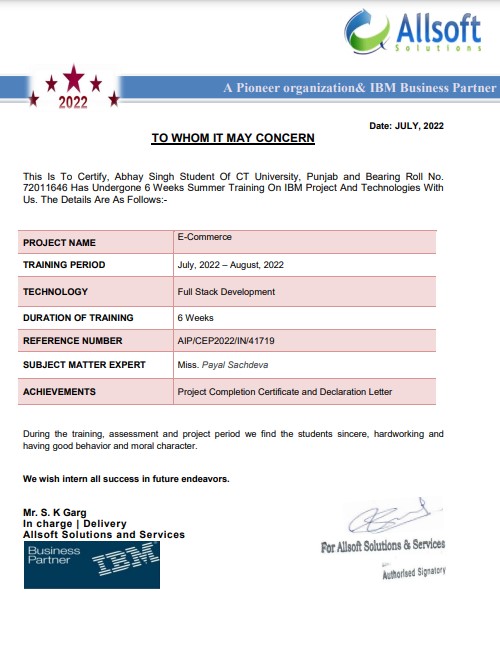 Allsoft
Solutions
A Pioneer organization& IBM Business Partner
2022
Date: JULY, 2022
TO WHOM IT MAY CONCERN
This Is To Certify, Abhay Singh Student Of CT University, Punjab and Bearing Roll No.
72011646 Has Undergone 6 Weeks Summer Training On IBM Project And Technologies With
Us. The Details Are As Follows:-
PROJECT NAME E-Commerce
TRAINING PERIOD July, 2022 – August, 2022
TECHNOLOGY Full Stack Development
DURATION OF TRAINING 6 Weeks
REFERENCE NUMBER AIP/CEP2022/IN/41719
SUBJECT MATTER EXPERT Miss. Payal Sachdeva
ACHIEVEMENTS Project Completion Certificate and Declaration Letter
During the training, assessment and project period we find the students sincere, hardworking and
having good behavior and moral character.
We wish intern all success in future endeavors.
Mr. S. K Garg
In charge | Delivery
Allsoft Solutions and Services
Business
Partner
IBM
For Allsoft Solutions & Services
Authorised Signatory